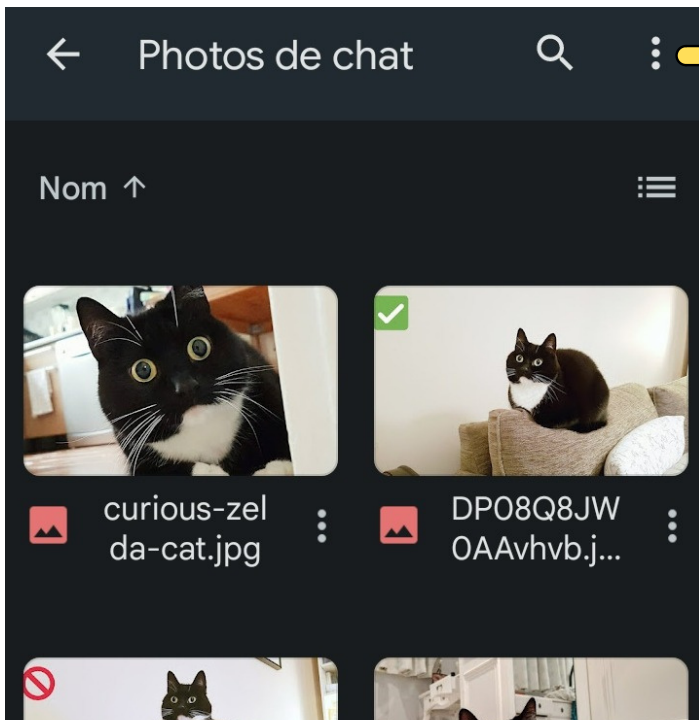 Photos de chat
Nom
curious-zel
da-cat.jpg
DP08Q8JW
0AAvhvb.j...